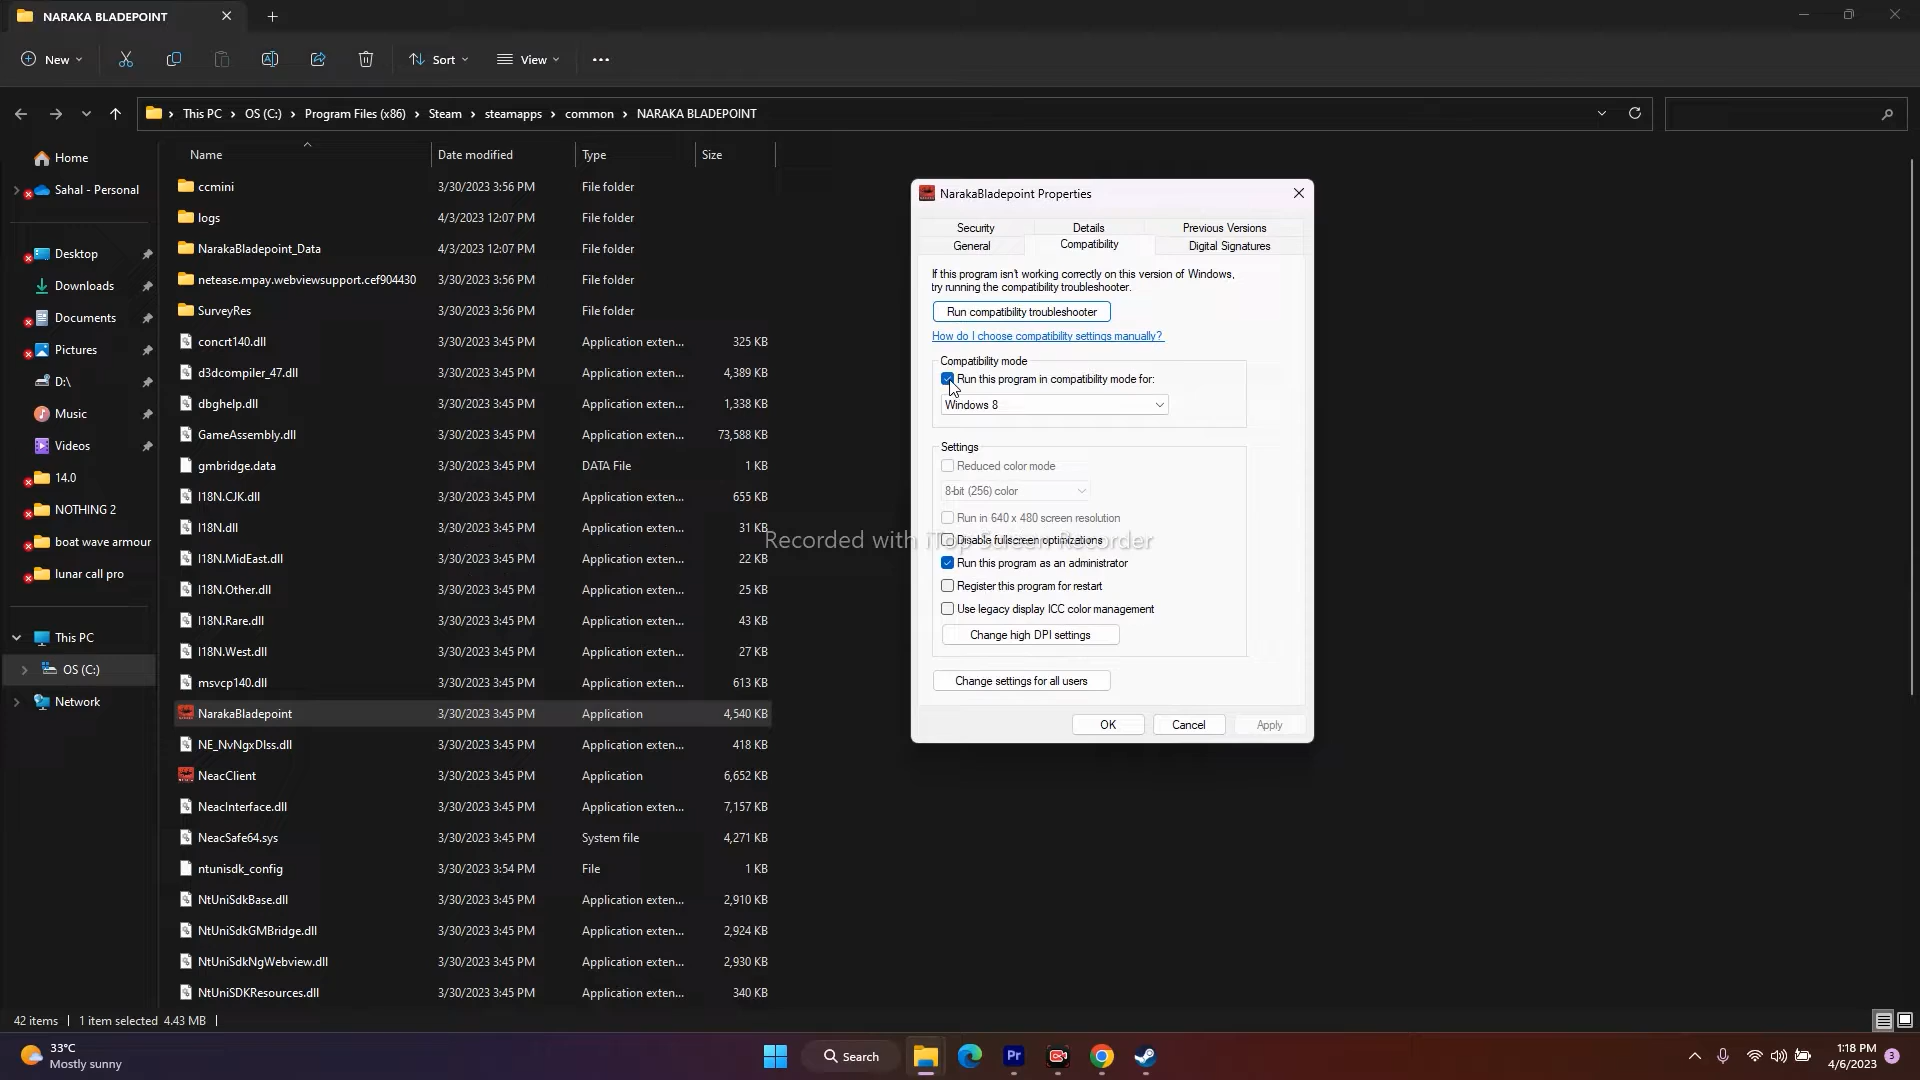 NARAKA BLADEPOINT
New
Sort
View
This PC > OS (C:) > Program Files (x86) > Steam > steamapps > common > NARAKA BLADEPOINT
Home
Sahal - Personal
Desktop
Downloads
Documents
Pictures
D:\
Music
Videos
14.0
NOTHING 2
boat wave armour
lunar call pro
This PC
OS (C:)
Network
Name Date modified Type Size
ccmini 3/30/2023 3:56 PM File folder
logs 4/3/2023 12:07 PM File folder
NarakaBladepoint_Data 4/3/2023 12:07 PM File folder
netease.mpay.webviewsupport.cef904430 3/30/2023 3:56 PM File folder
SurveyRes 3/30/2023 3:56 PM File folder
concrt140.dll 3/30/2023 3:45 PM Application exten... 325 KB
d3dcompiler_47.dll 3/30/2023 3:45 PM Application exten... 4,389 KB
dbghelp.dll 3/30/2023 3:45 PM Application exten... 1,338 KB
GameAssembly.dll 3/30/2023 3:45 PM Application exten... 73,588 KB
gmbridge.data 3/30/2023 3:45 PM DATA File 1 KB
I18N.CJK.dll 3/30/2023 3:45 PM Application exten... 655 KB
I18N.dll 3/30/2023 3:45 PM Application exten... 31 KB
I18N.MidEast.dll 3/30/2023 3:45 PM Application exten... 22 KB
I18N.Other.dll 3/30/2023 3:45 PM Application exten... 25 KB
I18N.Rare.dll 3/30/2023 3:45 PM Application exten... 43 KB
I18N.West.dll 3/30/2023 3:45 PM Application exten... 27 KB
msvcp140.dll 3/30/2023 3:45 PM Application exten... 613 KB
NarakaBladepoint 3/30/2023 3:45 PM Application 4,540 KB
NE_NvNgxDlss.dll 3/30/2023 3:45 PM Application exten... 418 KB
NeacClient 3/30/2023 3:45 PM Application 6,652 KB
NeacInterface.dll 3/30/2023 3:45 PM Application exten... 7,157 KB
NeacSafe64.sys 3/30/2023 3:45 PM System file 4,271 KB
ntunisdk_config 3/30/2023 3:54 PM File 1 KB
NtUniSdkBase.dll 3/30/2023 3:45 PM Application exten... 2,910 KB
NtUniSdkGMBridge.dll 3/30/2023 3:45 PM Application exten... 2,924 KB
NtUniSdkNgWebview.dll 3/30/2023 3:45 PM Application exten... 2,930 KB
NtUniSDKResources.dll 3/30/2023 3:45 PM Application exten... 340 KB
NarakaBladepoint Properties
Security Details Previous Versions
General Compatibility Digital Signatures
If this program isn't working correctly on this version of Windows,
try running the compatibility troubleshooter.
Run compatibility troubleshooter
How do I choose compatibility settings manually?
Compatibility mode
Run this program in compatibility mode for:
Windows 8
Settings
Reduced color mode
8-bit (256) color
Run in 640 x 480 screen resolution
Disable fullscreen optimizations
Run this program as an administrator
Register this program for restart
Use legacy display ICC color management
Change high DPI settings
Change settings for all users
OK Cancel Apply
Recorded with iTop Screen Recorder
42 items 1 item selected 4.43 MB
33°C
Mostly sunny
Search
Pr
1:18 PM
4/6/2023
3